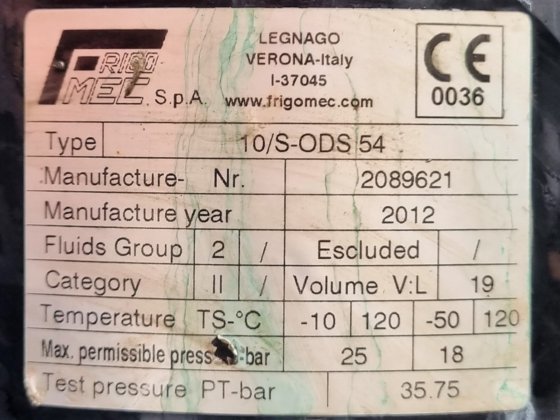 FRIGO
MEC S.p.A.
LEGNAGO
VERONA-Italy
I-37045
www.frigomec.com
CE
0036
Type 10/S-ODS 54
Manufacture- Nr. 2089621
Manufacture year 2012
Fluids Group 2 / Escluded /
Category II / Volume V:L 19
Temperature TS-°C -10 120 -50 120
Max. permissible press -bar 25 18
Test pressure PT-bar 35.75